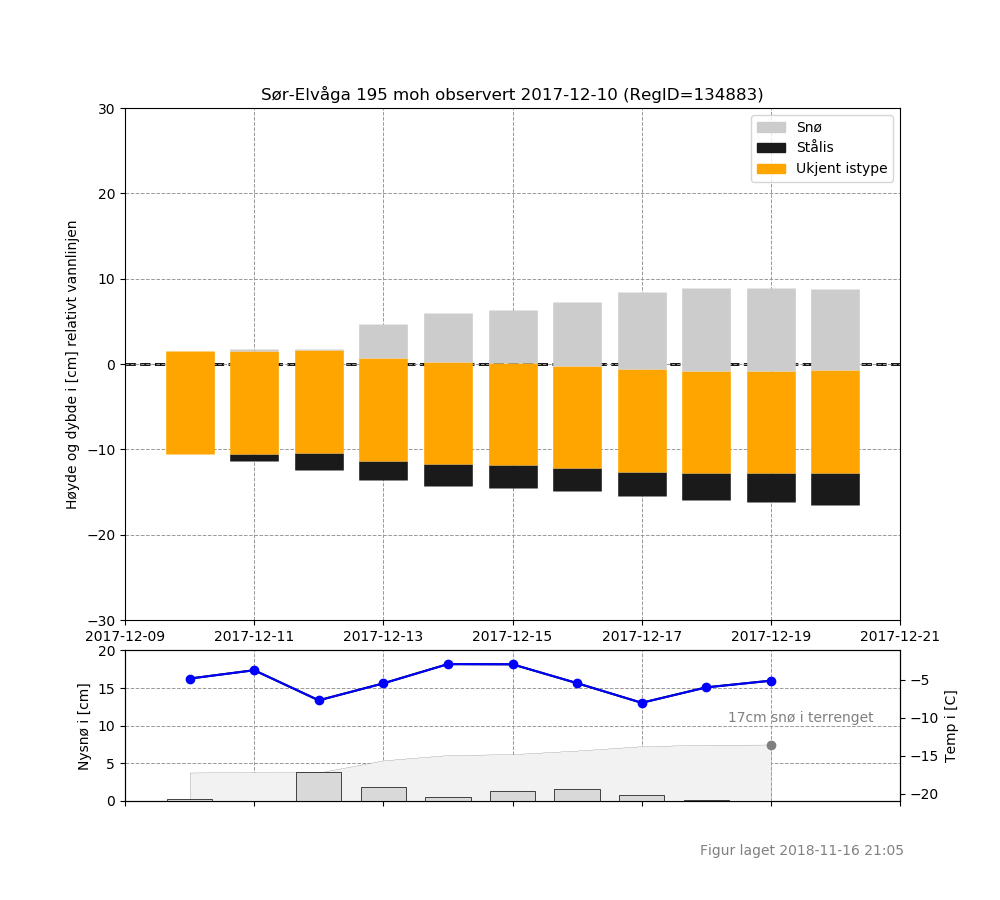 Sør-Elvåga 195 moh observert 2017-12-10 (RegID=134883)
Snø
Stålis
Ukjent istype
Høyde og dybde i [cm] relativt vannlinjen
30
20
10
0
−10
−20
−30
2017-12-09 2017-12-11 2017-12-13 2017-12-15 2017-12-17 2017-12-19 2017-12-21
Nysnø i [cm]
20
15
10
5
0
17cm snø i terrenget
−5
−10
−15
−20
Temp i [C]
Figur laget 2018-11-16 21:05